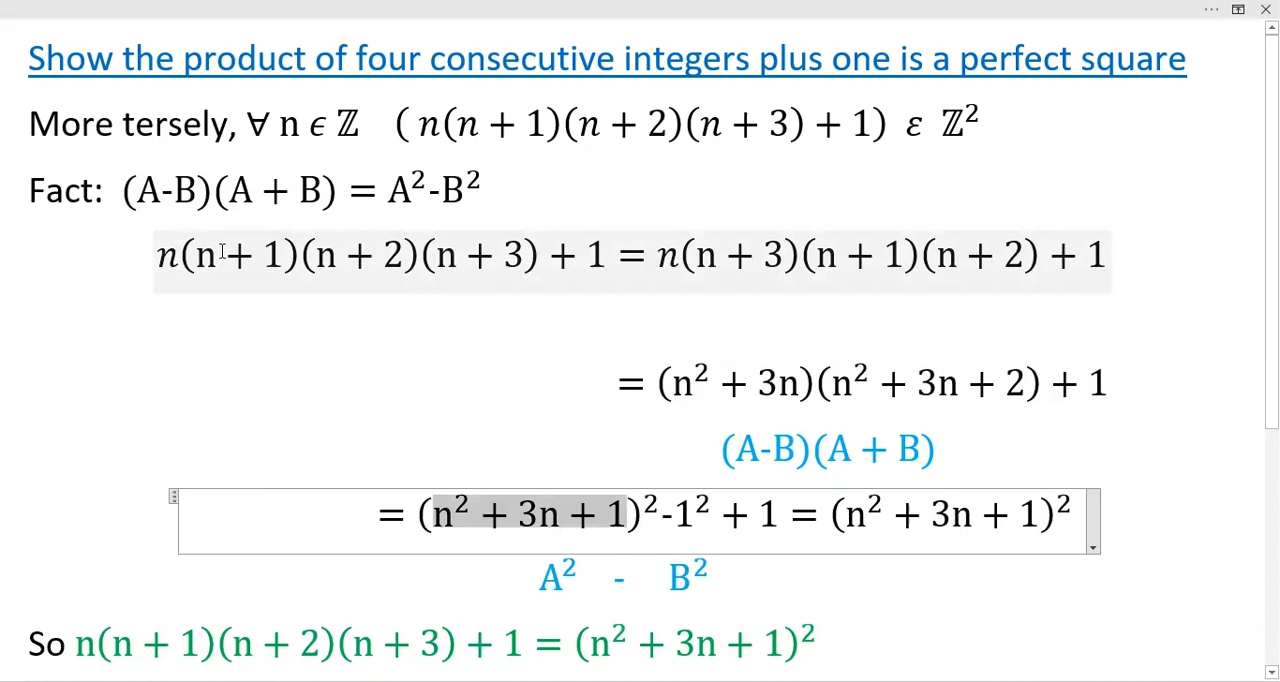 Show the product of four consecutive integers plus one is a perfect square
More tersely, ∀ n ϵ ℤ ( n(n + 1)(n + 2)(n + 3) + 1) ε ℤ²
Fact: (A-B)(A + B) = A²-B²
n(n + 1)(n + 2)(n + 3) + 1 = n(n + 3)(n + 1)(n + 2) + 1
= (n² + 3n)(n² + 3n + 2) + 1
(A-B)(A + B)
= (n² + 3n + 1)²-1² + 1 = (n² + 3n + 1)²
A² - B²
So n(n + 1)(n + 2)(n + 3) + 1 = (n² + 3n + 1)²